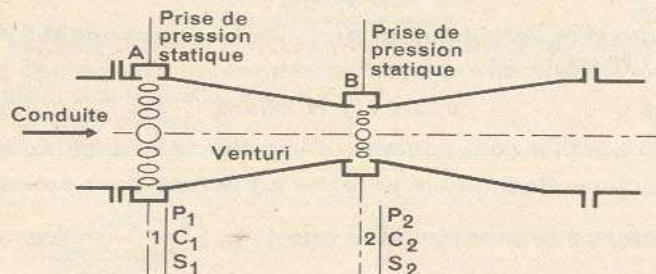 Prise de
pression
statique
A
Prise de
pression
statique
B
Conduite
Venturi
1
P1
C1
S1
2
P2
C2
S2